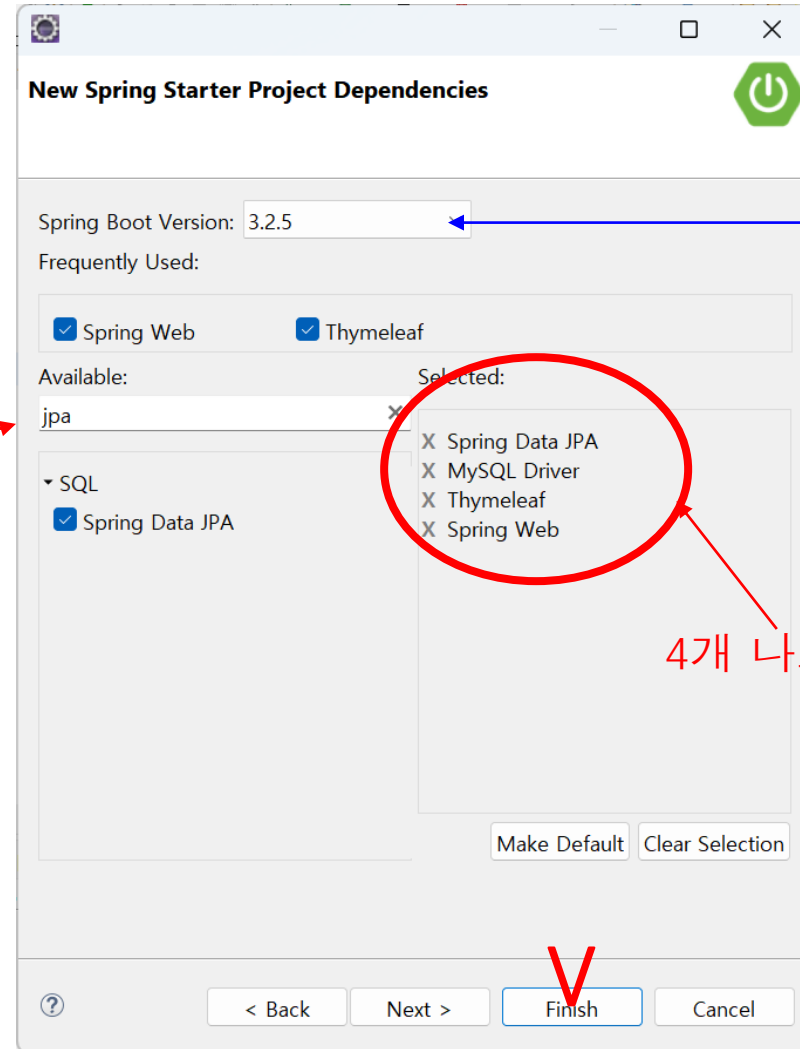 New Spring Starter Project Dependencies
Spring Boot Version: 3.2.5
Frequently Used:
Spring Web Thymeleaf
Available: Selected:
jpa
X Spring Data JPA
X MySQL Driver
SQL
X Thymeleaf
Spring Data JPA
X Spring Web
4개
Make Default Clear Selection
V
< Back Next > Finish Cancel